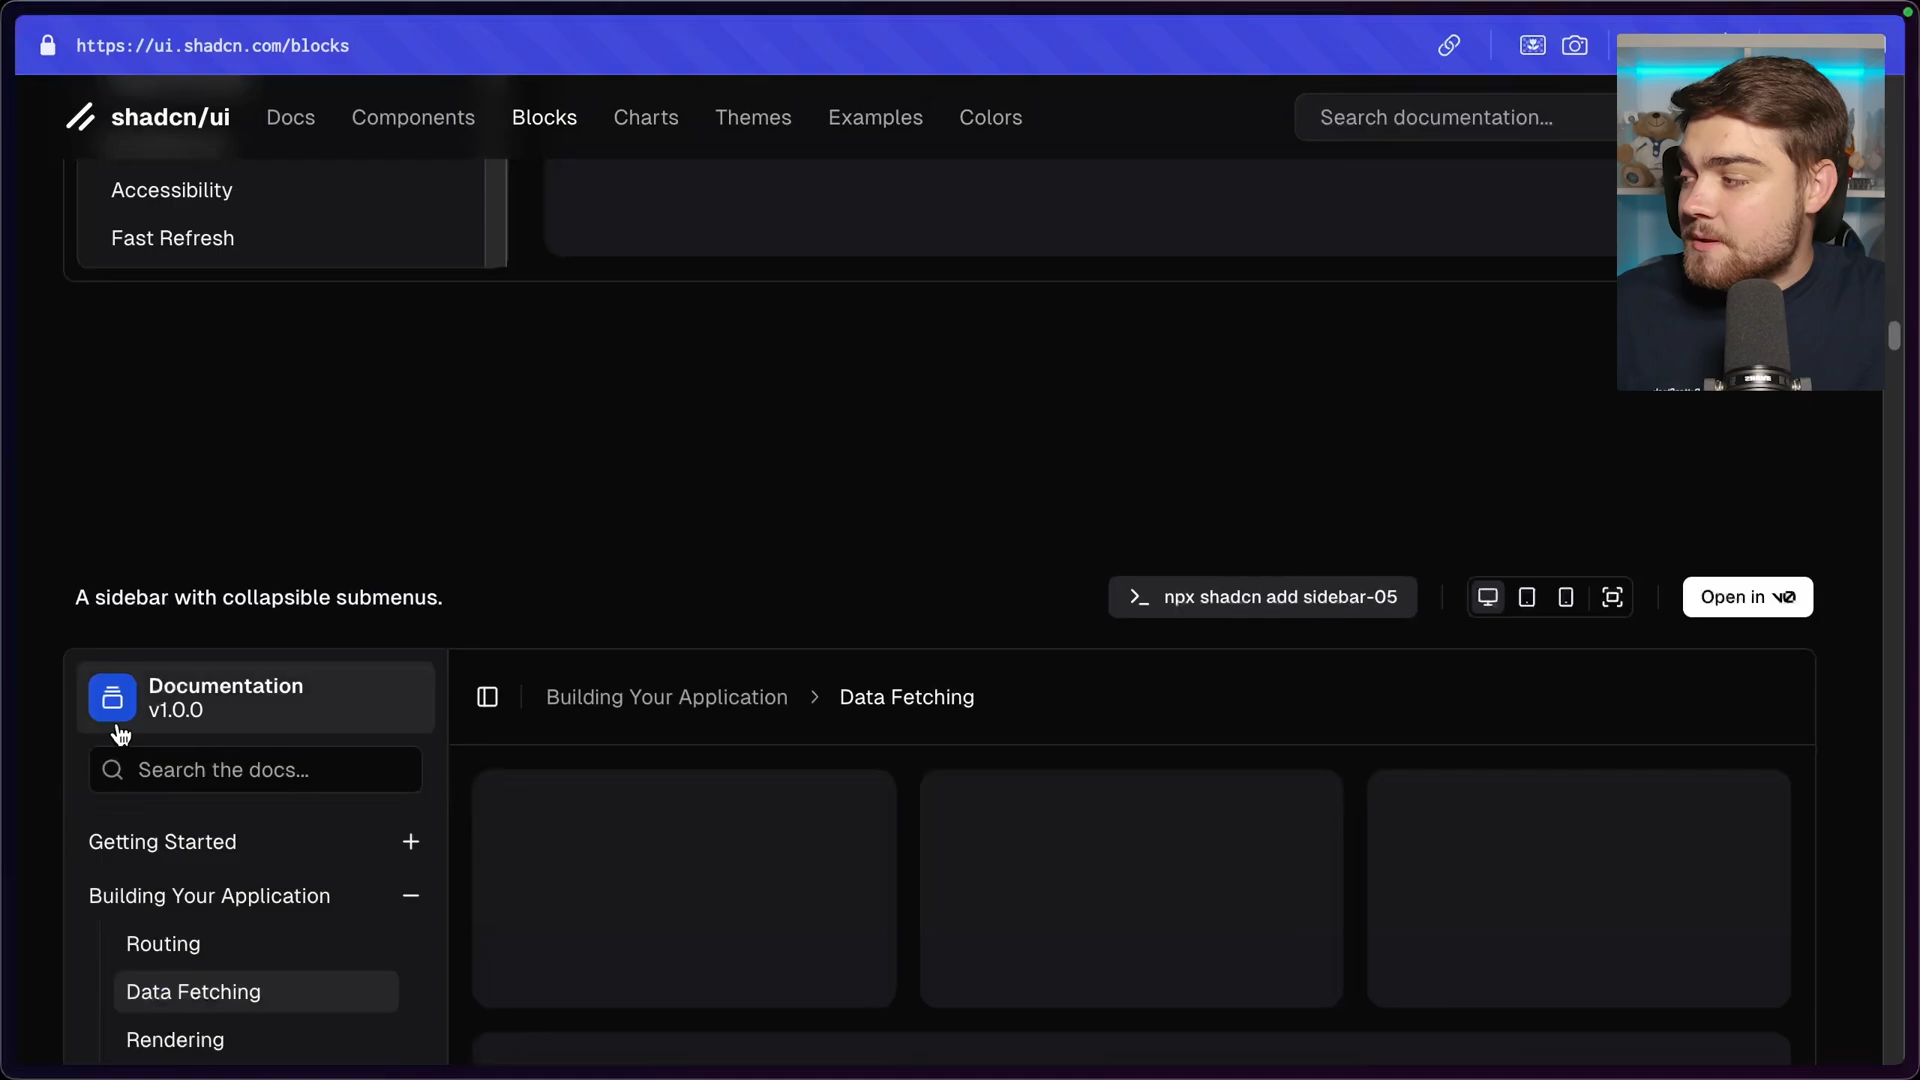 https://ui.shadcn.com/blocks
shadcn/ui Docs Components Blocks Charts Themes Examples Colors Search documentation...
Accessibility
Fast Refresh
A sidebar with collapsible submenus.
npx shadcn add sidebar-05
Open in v0
Documentation
v1.0.0
Building Your Application > Data Fetching
Search the docs...
Getting Started
Building Your Application
Routing
Data Fetching
Rendering